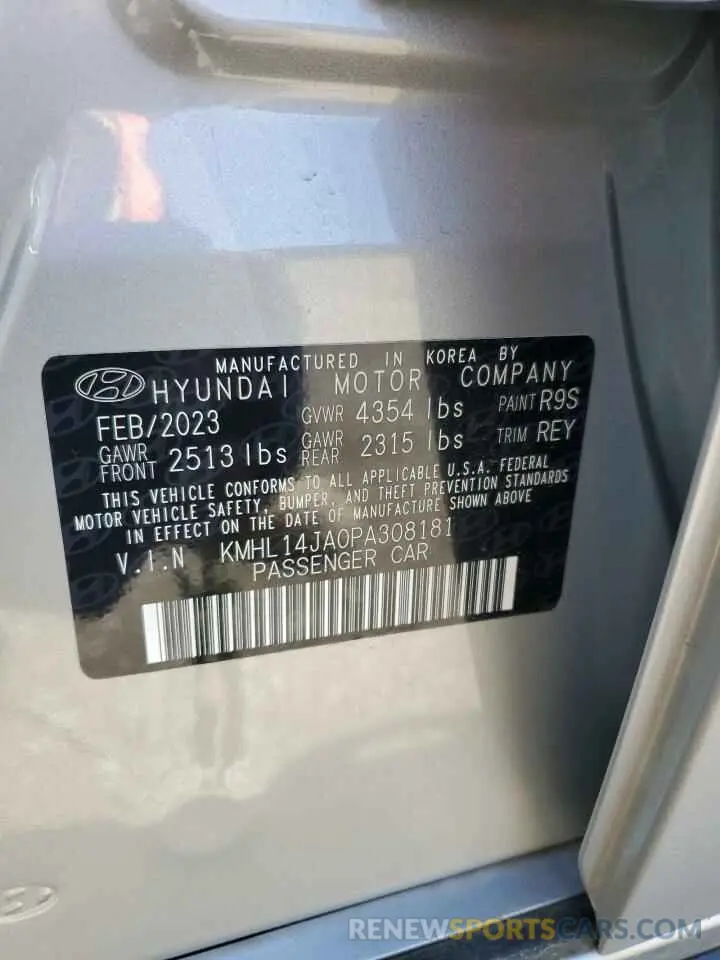 MANUFACTURED IN KOREA BY
HYUNDAI MOTOR COMPANY
FEB/2023 GVWR 4354 lbs PAINT R9S
GAWR FRONT 2513 lbs GAWR REAR 2315 lbs TRIM REY
THIS VEHICLE CONFORMS TO ALL APPLICABLE U.S.A. FEDERAL
MOTOR VEHICLE SAFETY, BUMPER, AND THEFT PREVENTION STANDARDS
IN EFFECT ON THE DATE OF MANUFACTURE SHOWN ABOVE
V.I.N KMHL14JA0PA308181
PASSENGER CAR
RENEWSPORTSCARS.COM